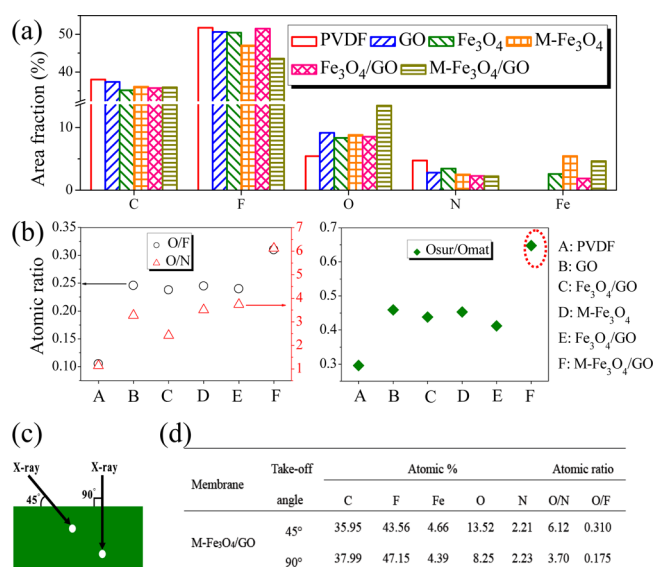 (a)
50
40
10
5
0
Area fraction (%)
PVDF GO Fe₃O₄ M-Fe₃O₄
Fe₃O₄/GO M-Fe₃O₄/GO
C F O N Fe
(b)
0.35
0.30
0.25
0.20
0.15
0.10
Atomic ratio
O/F
O/N
7
6
5
4
3
2
1
A B C D E F
0.7
0.6
0.5
0.4
0.3
Osur/Omat
A B C D E F
A: PVDF
B: GO
C: Fe₃O₄/GO
D: M-Fe₃O₄
E: Fe₃O₄/GO
F: M-Fe₃O₄/GO
(c)
X-ray X-ray
45° 90°
(d)
Membrane Take-off angle Atomic % Atomic ratio
C F Fe O N O/N O/F
M-Fe₃O₄/GO
45° 35.95 43.56 4.66 13.52 2.21 6.12 0.310
90° 37.99 47.15 4.39 8.25 2.23 3.70 0.175